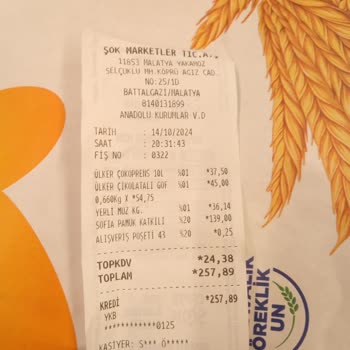 ŞOK MARKETLER TİC.A.Ş
11853 MALATYA YAKAMOZ
SELÇUKLU MH.KÖPRÜ AGIZ CAD.
NO:25/1D
BATTALGAZİ/MALATYA
8140131899
ANADOLU KURUMLAR V.D
TARİH : 14/10/2024
SAAT : 20:31:43
FİŞ NO : 0322
ÜLKER ÇOKOPRENS 10L %01 *37,50
ÜLKER ÇİKOLATALI GOF %01 *45,00
0,660Kg X *54,75
YERLİ MUZ KG. %01 *36,14
SOFIA PAMUK KATKILI %20 *139,00
ALIŞVERİŞ POŞETİ 43 %20 *0,25
TOPKDV *24,38
TOPLAM *257,89
KREDİ *257,89
YKB
************0125
KASİYER: S*** Ö*****
ÖREKLİK
UN